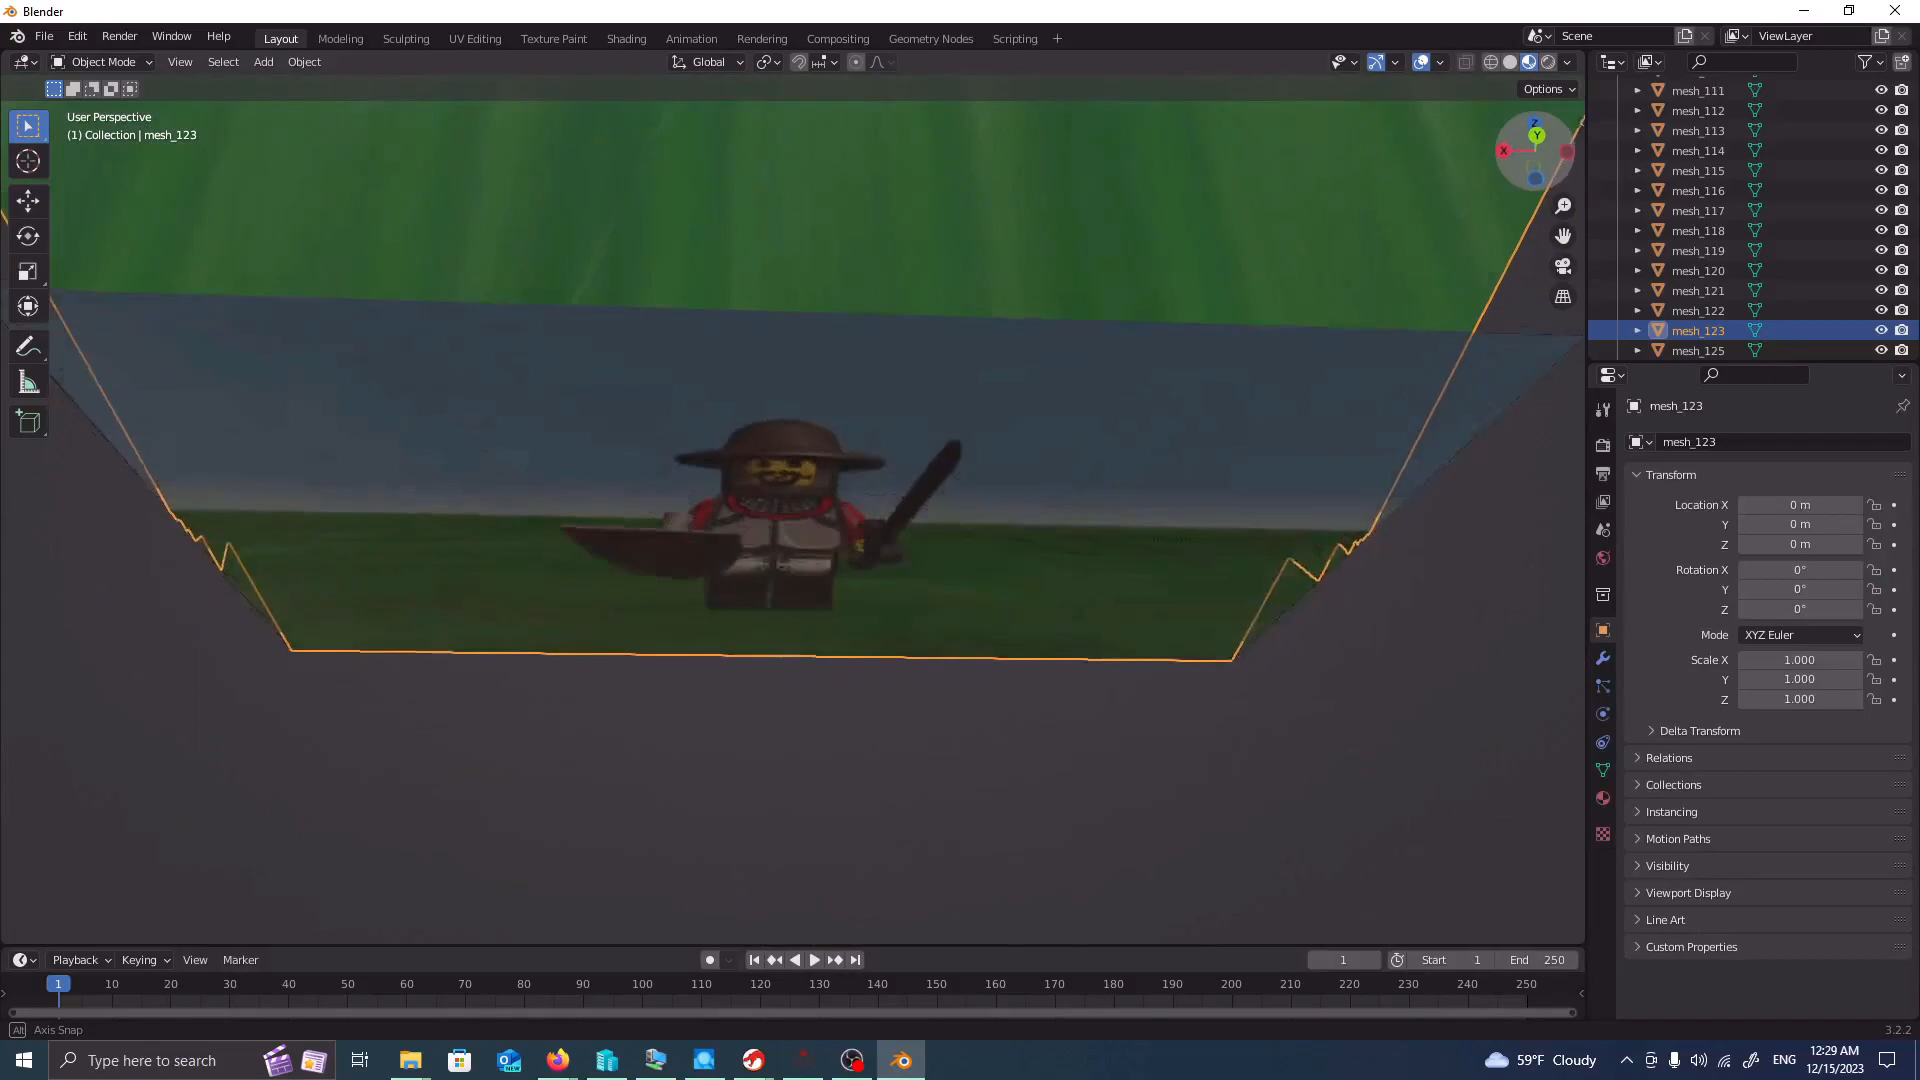 Blender
File Edit Render Window Help Layout Modeling Sculpting UV Editing Texture Paint Shading Animation Rendering Compositing Geometry Nodes Scripting + Scene ViewLayer
Object Mode View Select Add Object Global
Options
User Perspective
(1) Collection | mesh_123
Z
Y
X
mesh_111
mesh_112
mesh_113
mesh_114
mesh_115
mesh_116
mesh_117
mesh_118
mesh_119
mesh_120
mesh_121
mesh_122
mesh_123
mesh_125
mesh_123
mesh_123
Transform
Location X 0 m
Y 0 m
Z 0 m
Rotation X 0°
Y 0°
Z 0°
Mode XYZ Euler
Scale X 1.000
Y 1.000
Z 1.000
Delta Transform
Relations
Collections
Instancing
Motion Paths
Visibility
Viewport Display
Line Art
Custom Properties
Playback Keying View Marker 1 Start 1 End 250
1 10 20 30 40 50 60 70 80 90 100 110 120 130 140 150 160 170 180 190 200 210 220 230 240 250
Alt Axis Snap 3.2.2
Type here to search NEW 59°F Cloudy ENG 12:29 AM
12/15/2023